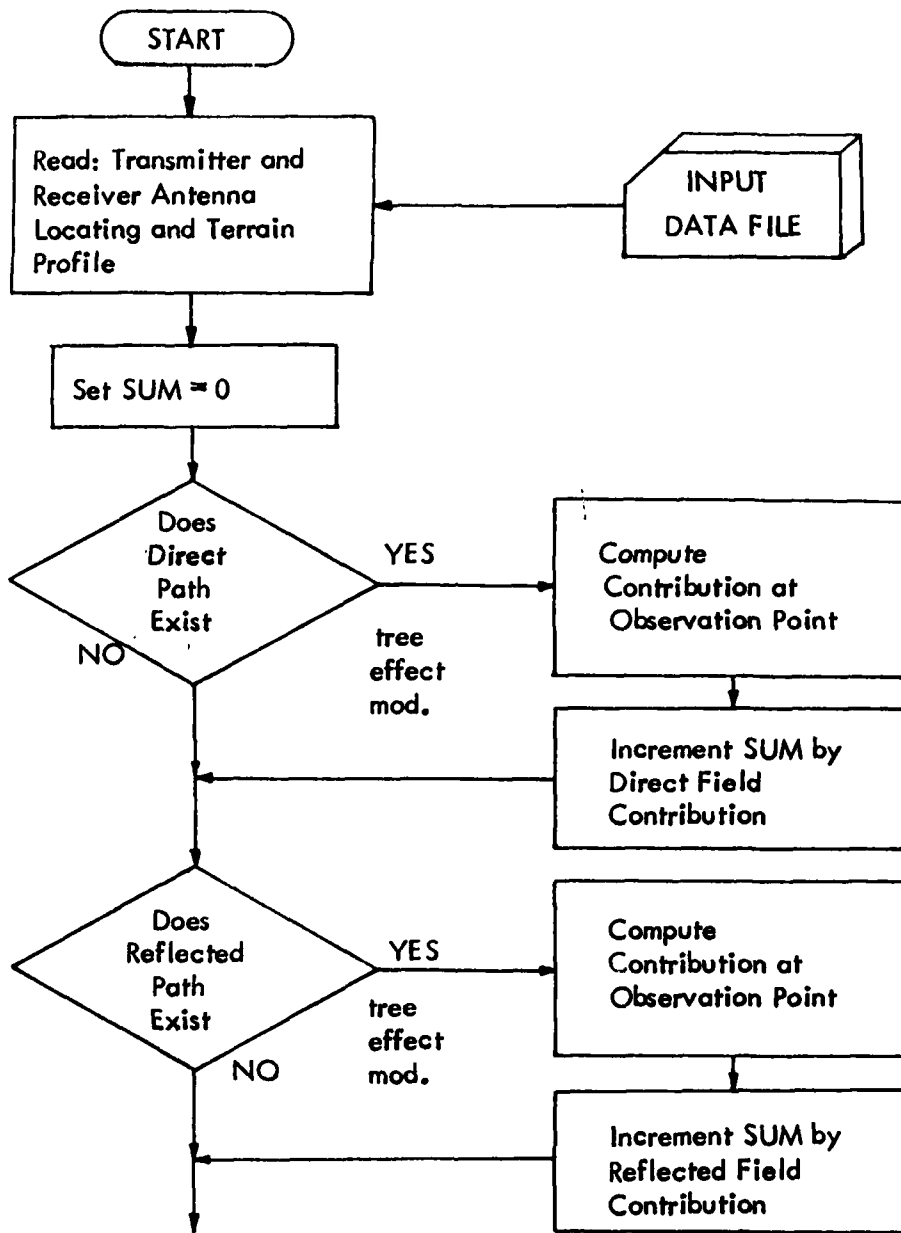 START
Read: Transmitter and
Receiver Antenna
Locating and Terrain
Profile
INPUT
DATA FILE
Set SUM = 0
Does
Direct
Path
Exist
YES
NO
tree
effect
mod.
Compute
Contribution at
Observation Point
Increment SUM by
Direct Field
Contribution
Does
Reflected
Path
Exist
YES
NO
tree
effect
mod.
Compute
Contribution at
Observation Point
Increment SUM by
Reflected Field
Contribution